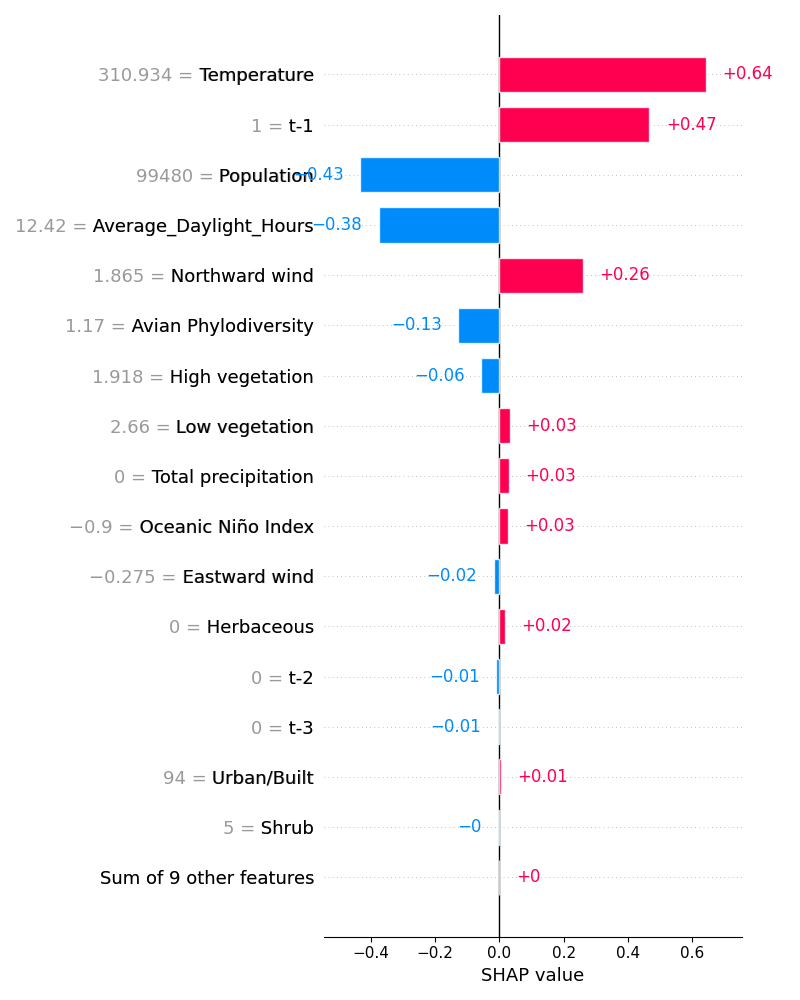 310.934 = Temperature +0.64
1 = t-1 +0.47
99480 = Population −0.43
12.42 = Average_Daylight_Hours −0.38
1.865 = Northward wind +0.26
1.17 = Avian Phylodiversity −0.13
1.918 = High vegetation −0.06
2.66 = Low vegetation +0.03
0 = Total precipitation +0.03
−0.9 = Oceanic Niño Index +0.03
−0.275 = Eastward wind −0.02
0 = Herbaceous +0.02
0 = t-2 −0.01
0 = t-3 −0.01
94 = Urban/Built +0.01
5 = Shrub −0
Sum of 9 other features +0
−0.4 −0.2 0.0 0.2 0.4 0.6
SHAP value